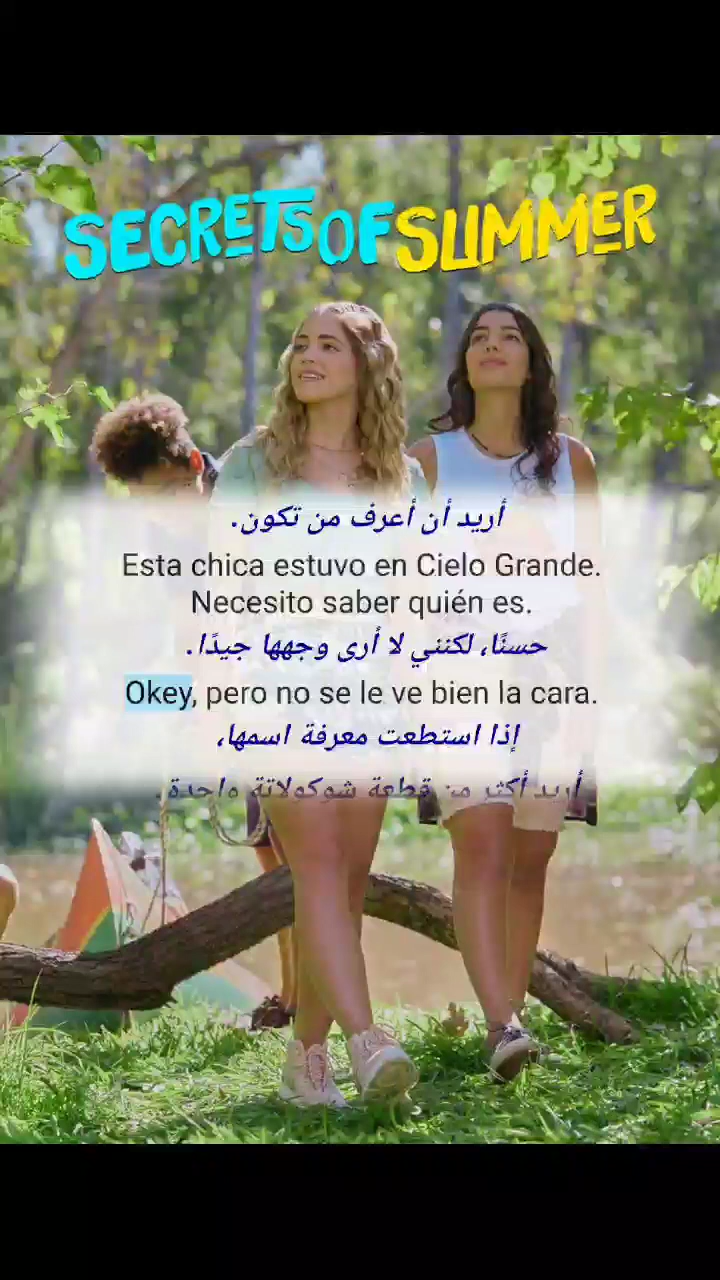 SECRETS OF SUMMER
أريد أن أعرف من تكون.
Esta chica estuvo en Cielo Grande.
Necesito saber quién es.
حسنًا، لكنني لا أرى وجهها جيدًا.
Okey, pero no se le ve bien la cara.
إذا استطعت معرفة اسمها،
أريد أكثر من قطعة شوكولاتة واحدة.